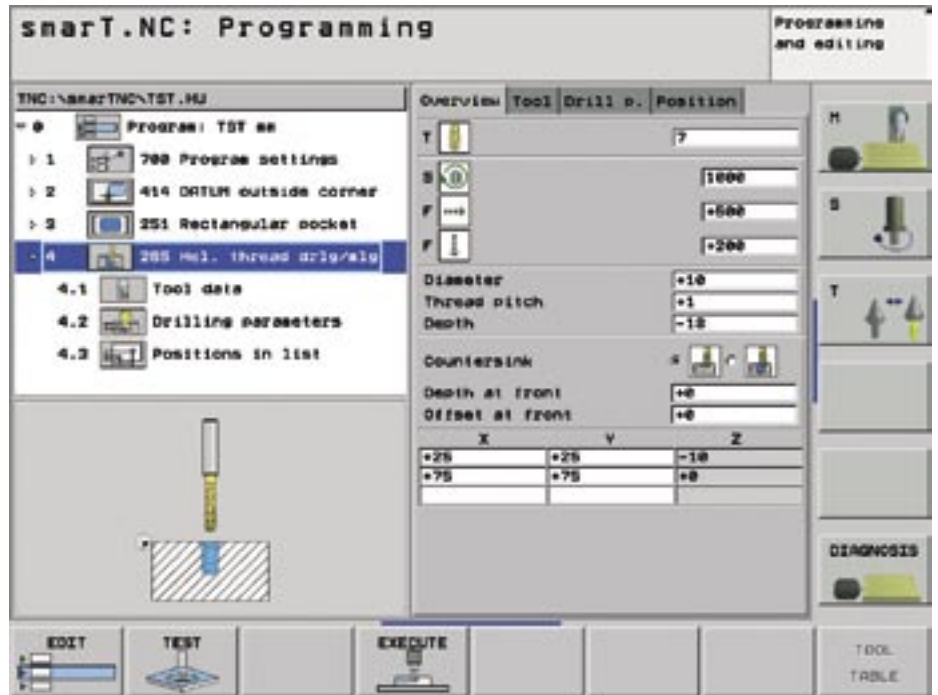 smarT.NC: Programming
Programming
and editing
TNC:\smarTNC\TST.HU
0 Program: TST mm
1 700 Program settings
2 414 DATUM outside corner
3 251 Rectangular pocket
4 265 Hel. thread drlg/mlg
4.1 Tool data
4.2 Drilling parameters
4.3 Positions in list
Overview Tool Drill p. Position
T 7
S 1000
F +500
F +200
Diameter +10
Thread pitch +1
Depth -18
Countersink
Depth at front +0
Offset at front +0
X Y Z
+25 +25 -10
+75 +75 +0
M
S
T
DIAGNOSIS
EDIT
TEST
EXECUTE
TOOL
TABLE